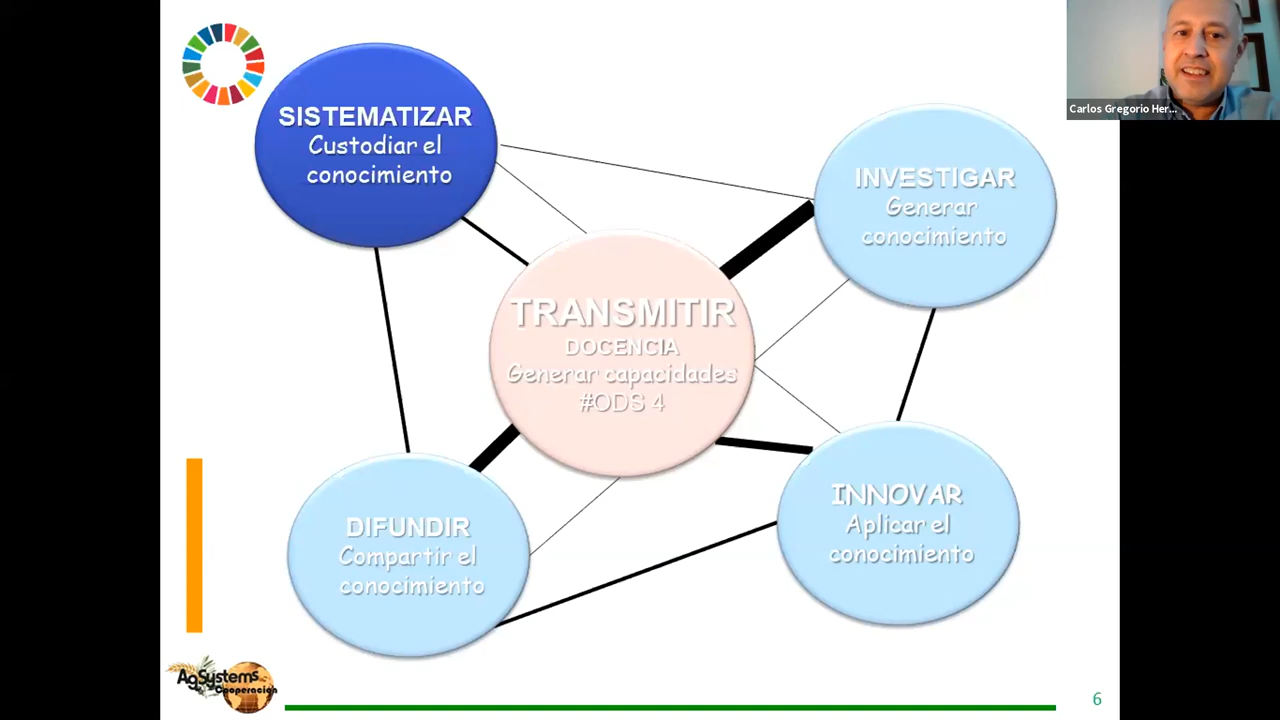 Carlos Gregorio Her...
SISTEMATIZAR
Custodiar el
conocimiento
INVESTIGAR
Generar
conocimiento
TRANSMITIR
DOCENCIA
Generar capacidades
#ODS 4
DIFUNDIR
Compartir el
conocimiento
INNOVAR
Aplicar el
conocimiento
AgSystems
Cooperación
6